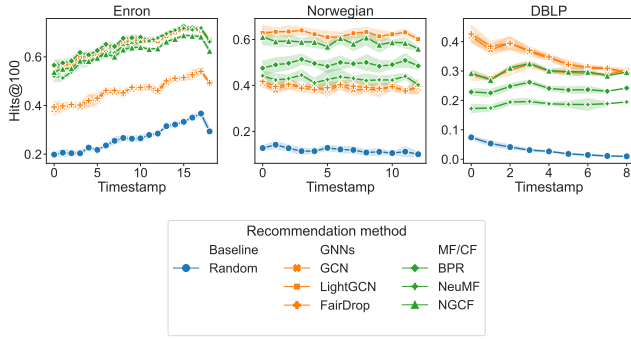 Enron
Norwegian
DBLP
Hits@100
0.2
0.4
0.6
0
5
10
15
Timestamp
0.2
0.4
0.6
0
5
10
Timestamp
0.0
0.1
0.2
0.3
0.4
0
2
4
6
8
Timestamp
Recommendation method
Baseline
Random
GNNs
GCN
LightGCN
FairDrop
MF/CF
BPR
NeuMF
NGCF